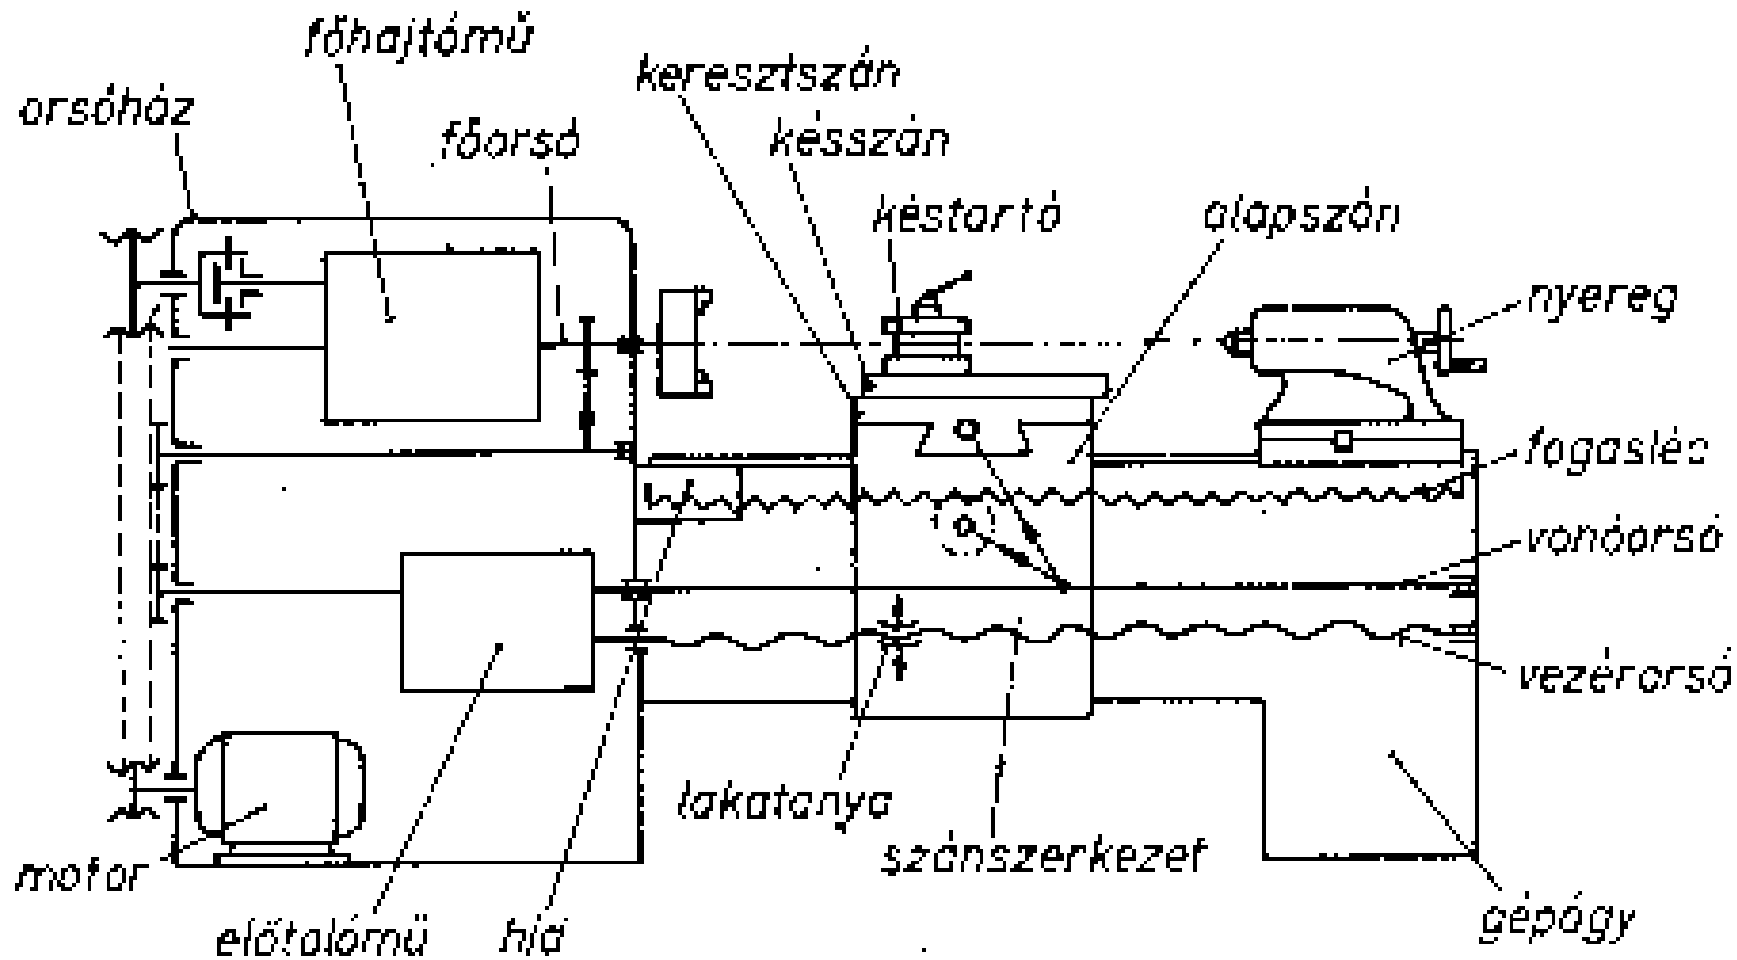 főhajtómű
keresztszán
orsóház
főorsó
késszán
késtartó
alapszán
nyereg
fogasléc
vonóorsó
vezérorsó
lakatanya
szánszerkezet
motor
előtolómű
híd
gépágy